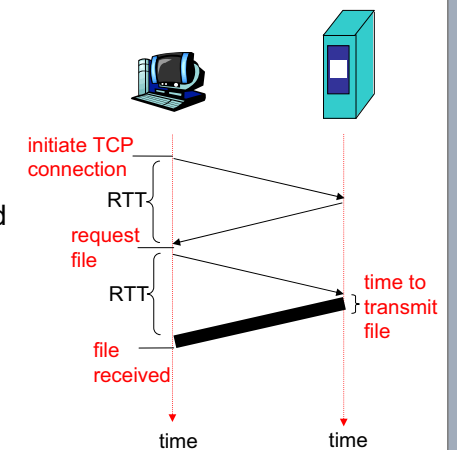 initiate TCP
connection
RTT
d
request
file
RTT
time to
transmit
file
file
received
time
time